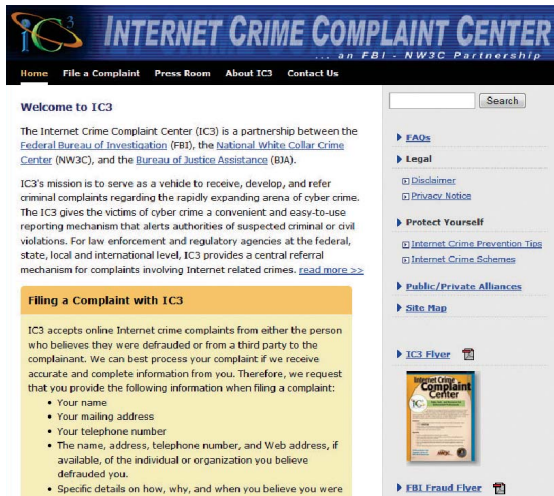 IC3
INTERNET CRIME COMPLAINT CENTER
... an FBI - NW3C Partnership
Home File a Complaint Press Room About IC3 Contact Us
Welcome to IC3
The Internet Crime Complaint Center (IC3) is a partnership between the
Federal Bureau of Investigation (FBI), the National White Collar Crime
Center (NW3C), and the Bureau of Justice Assistance (BJA).
IC3's mission is to serve as a vehicle to receive, develop, and refer
criminal complaints regarding the rapidly expanding arena of cyber crime.
The IC3 gives the victims of cyber crime a convenient and easy-to-use
reporting mechanism that alerts authorities of suspected criminal or civil
violations. For law enforcement and regulatory agencies at the federal,
state, local and international level, IC3 provides a central referral
mechanism for complaints involving Internet related crimes. read more >>
Filing a Complaint with IC3
IC3 accepts online Internet crime complaints from either the person
who believes they were defrauded or from a third party to the
complainant. We can best process your complaint if we receive
accurate and complete information from you. Therefore, we request
that you provide the following information when filing a complaint:
• Your name
• Your mailing address
• Your telephone number
• The name, address, telephone number, and Web address, if
available, of the individual or organization you believe
defrauded you.
• Specific details on how, why, and when you believe you were
Search
FAQs
Legal
Disclaimer
Privacy Notice
Protect Yourself
Internet Crime Prevention Tips
Internet Crime Schemes
Public/Private Alliances
Site Map
IC3 Flyer
Internet Crime
Complaint
Center
IC3
FBI Fraud Flyer